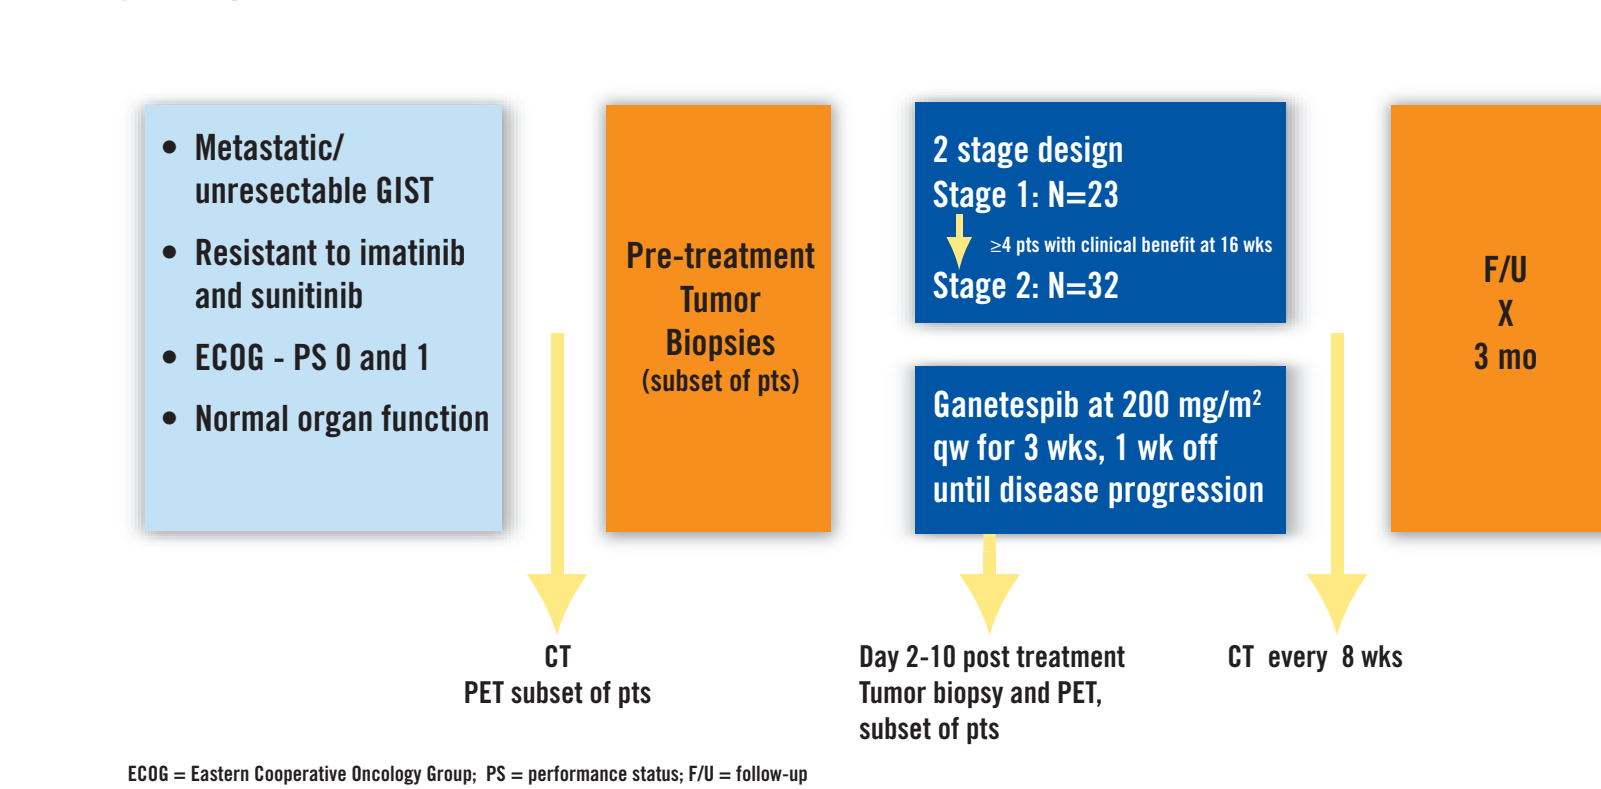 • Metastatic/
unresectable GIST
• Resistant to imatinib
and sunitinib
• ECOG - PS 0 and 1
• Normal organ function
Pre-treatment
Tumor
Biopsies
(subset of pts)
2 stage design
Stage 1: N=23
≥4 pts with clinical benefit at 16 wks
Stage 2: N=32
Ganetespib at 200 mg/m²
qw for 3 wks, 1 wk off
until disease progression
F/U
X
3 mo
CT
PET subset of pts
Day 2-10 post treatment
Tumor biopsy and PET,
subset of pts
CT every 8 wks
ECOG = Eastern Cooperative Oncology Group; PS = performance status; F/U = follow-up